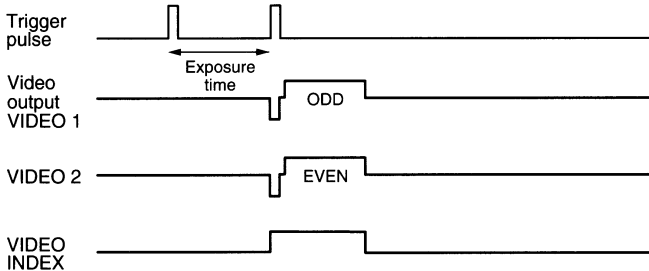 Trigger
pulse
Exposure
time
Video
output
VIDEO 1
ODD
VIDEO 2
EVEN
VIDEO
INDEX